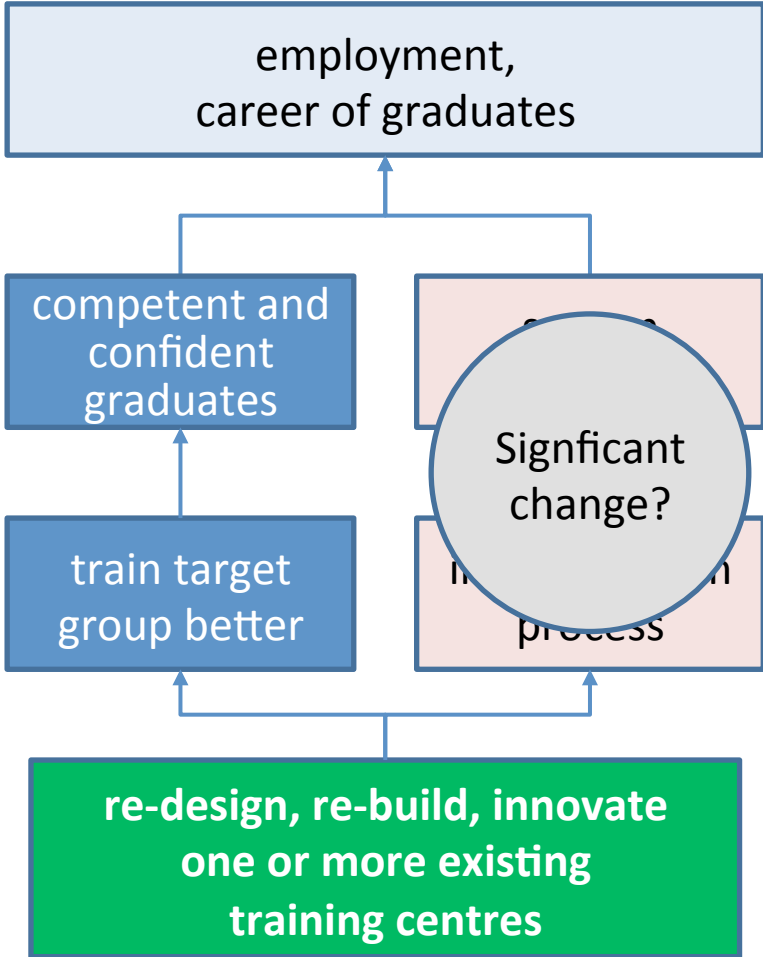 employment,
career of graduates
competent and
confident
graduates
Signficant
change?
train target
group better
process
re-design, re-build, innovate
one or more existing
training centres